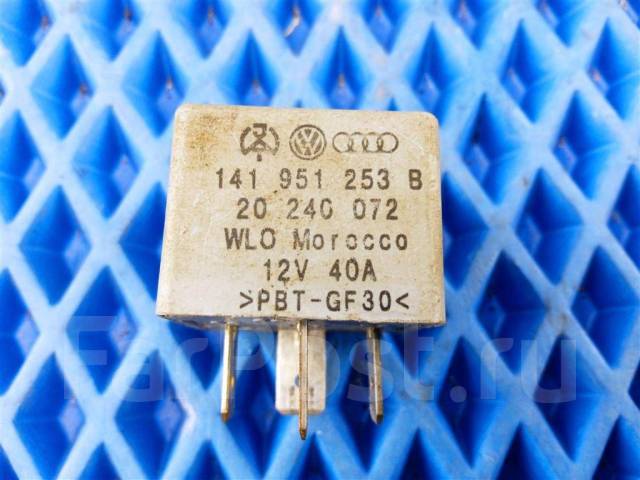 141 951 253 B
20 240 072
WLO Morocco
12V 40A
>PBT-GF30<
FarPost.ru